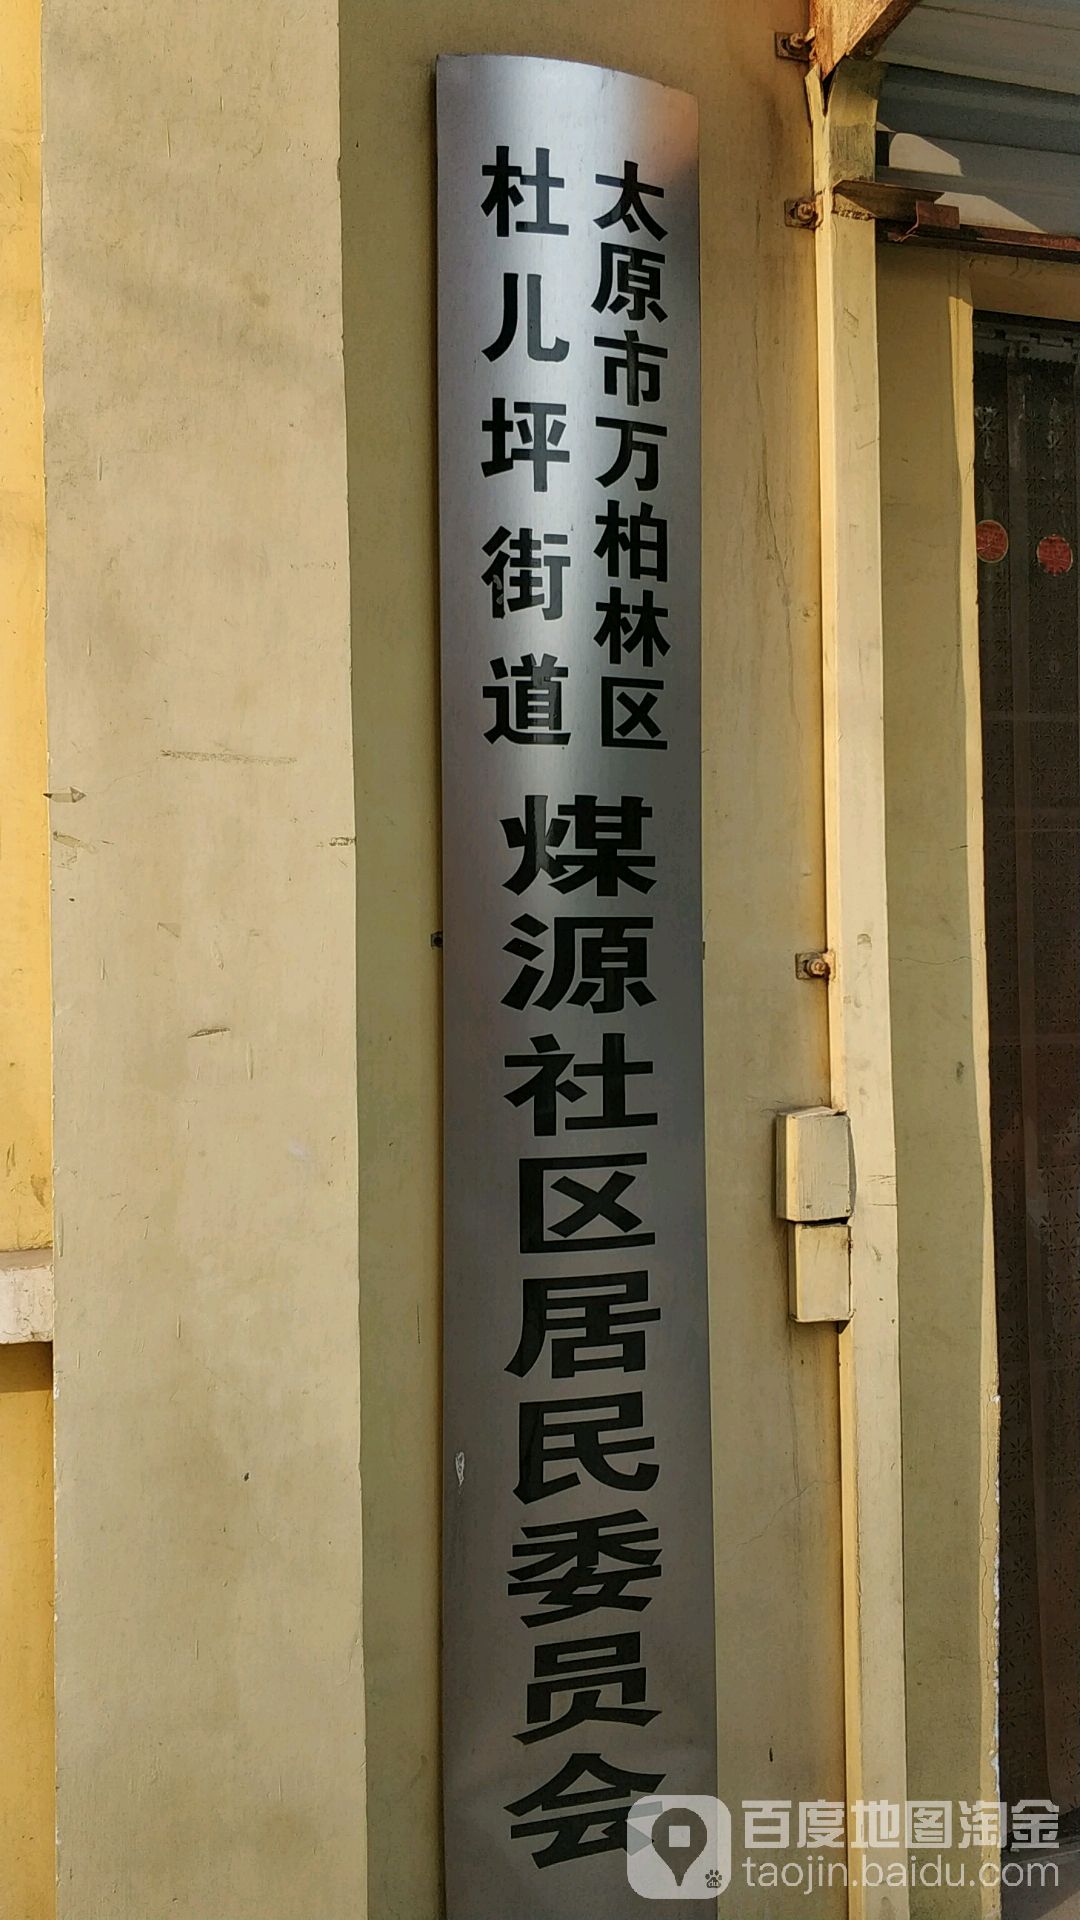 太原市万柏林区
杜儿坪街道
煤源社区居民委员会
百度地图淘金
taojin.baidu.com